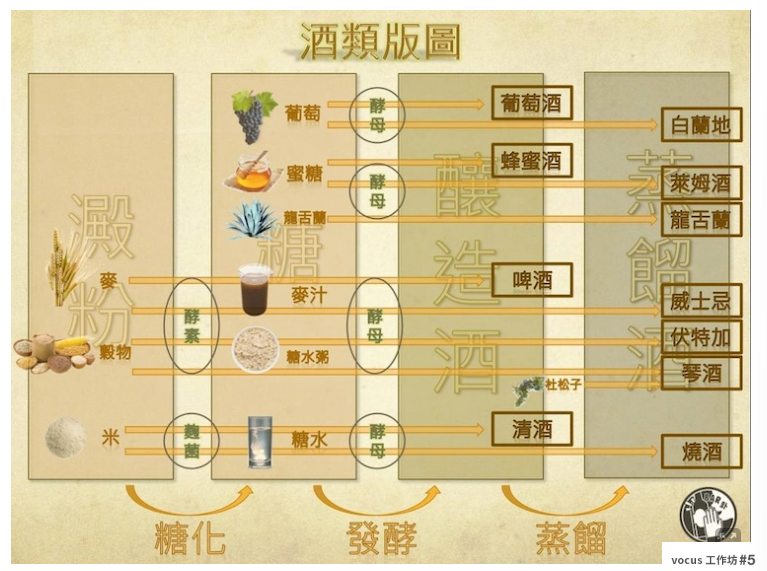 酒類版圖
澱粉
糖
釀造酒
蒸餾酒
葡萄
酵母
葡萄酒
白蘭地
蜜糖
酵母
蜂蜜酒
萊姆酒
龍舌蘭
龍舌蘭
麥
酵素
麥汁
酵母
啤酒
威士忌
穀物
糖水粥
伏特加
杜松子
琴酒
米
麴菌
糖水
酵母
清酒
燒酒
糖化
發酵
蒸餾
vocus 工作坊#5